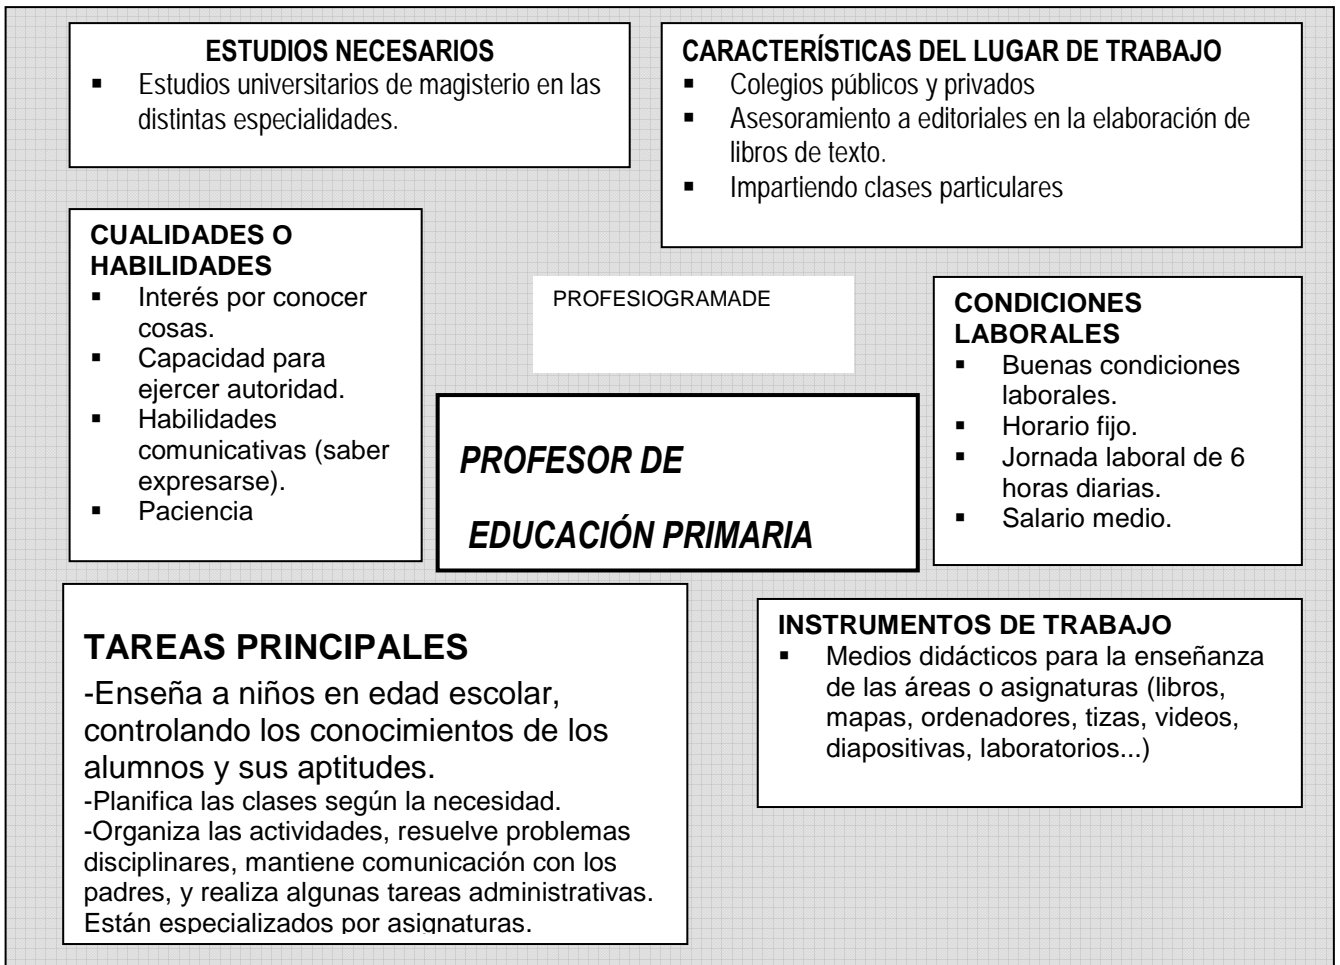 ESTUDIOS NECESARIOS
▪ Estudios universitarios de magisterio en las
distintas especialidades.
CARACTERÍSTICAS DEL LUGAR DE TRABAJO
▪ Colegios públicos y privados
▪ Asesoramiento a editoriales en la elaboración de
libros de texto.
▪ Impartiendo clases particulares
CUALIDADES O
HABILIDADES
▪ Interés por conocer
cosas.
▪ Capacidad para
ejercer autoridad.
▪ Habilidades
comunicativas (saber
expresarse).
▪ Paciencia
PROFESIOGRAMADE
PROFESOR DE
EDUCACIÓN PRIMARIA
CONDICIONES
LABORALES
▪ Buenas condiciones
laborales.
▪ Horario fijo.
▪ Jornada laboral de 6
horas diarias.
▪ Salario medio.
TAREAS PRINCIPALES
-Enseña a niños en edad escolar,
controlando los conocimientos de los
alumnos y sus aptitudes.
-Planifica las clases según la necesidad.
-Organiza las actividades, resuelve problemas
disciplinares, mantiene comunicación con los
padres, y realiza algunas tareas administrativas.
Están especializados por asignaturas.
INSTRUMENTOS DE TRABAJO
▪ Medios didácticos para la enseñanza
de las áreas o asignaturas (libros,
mapas, ordenadores, tizas, videos,
diapositivas, laboratorios...)